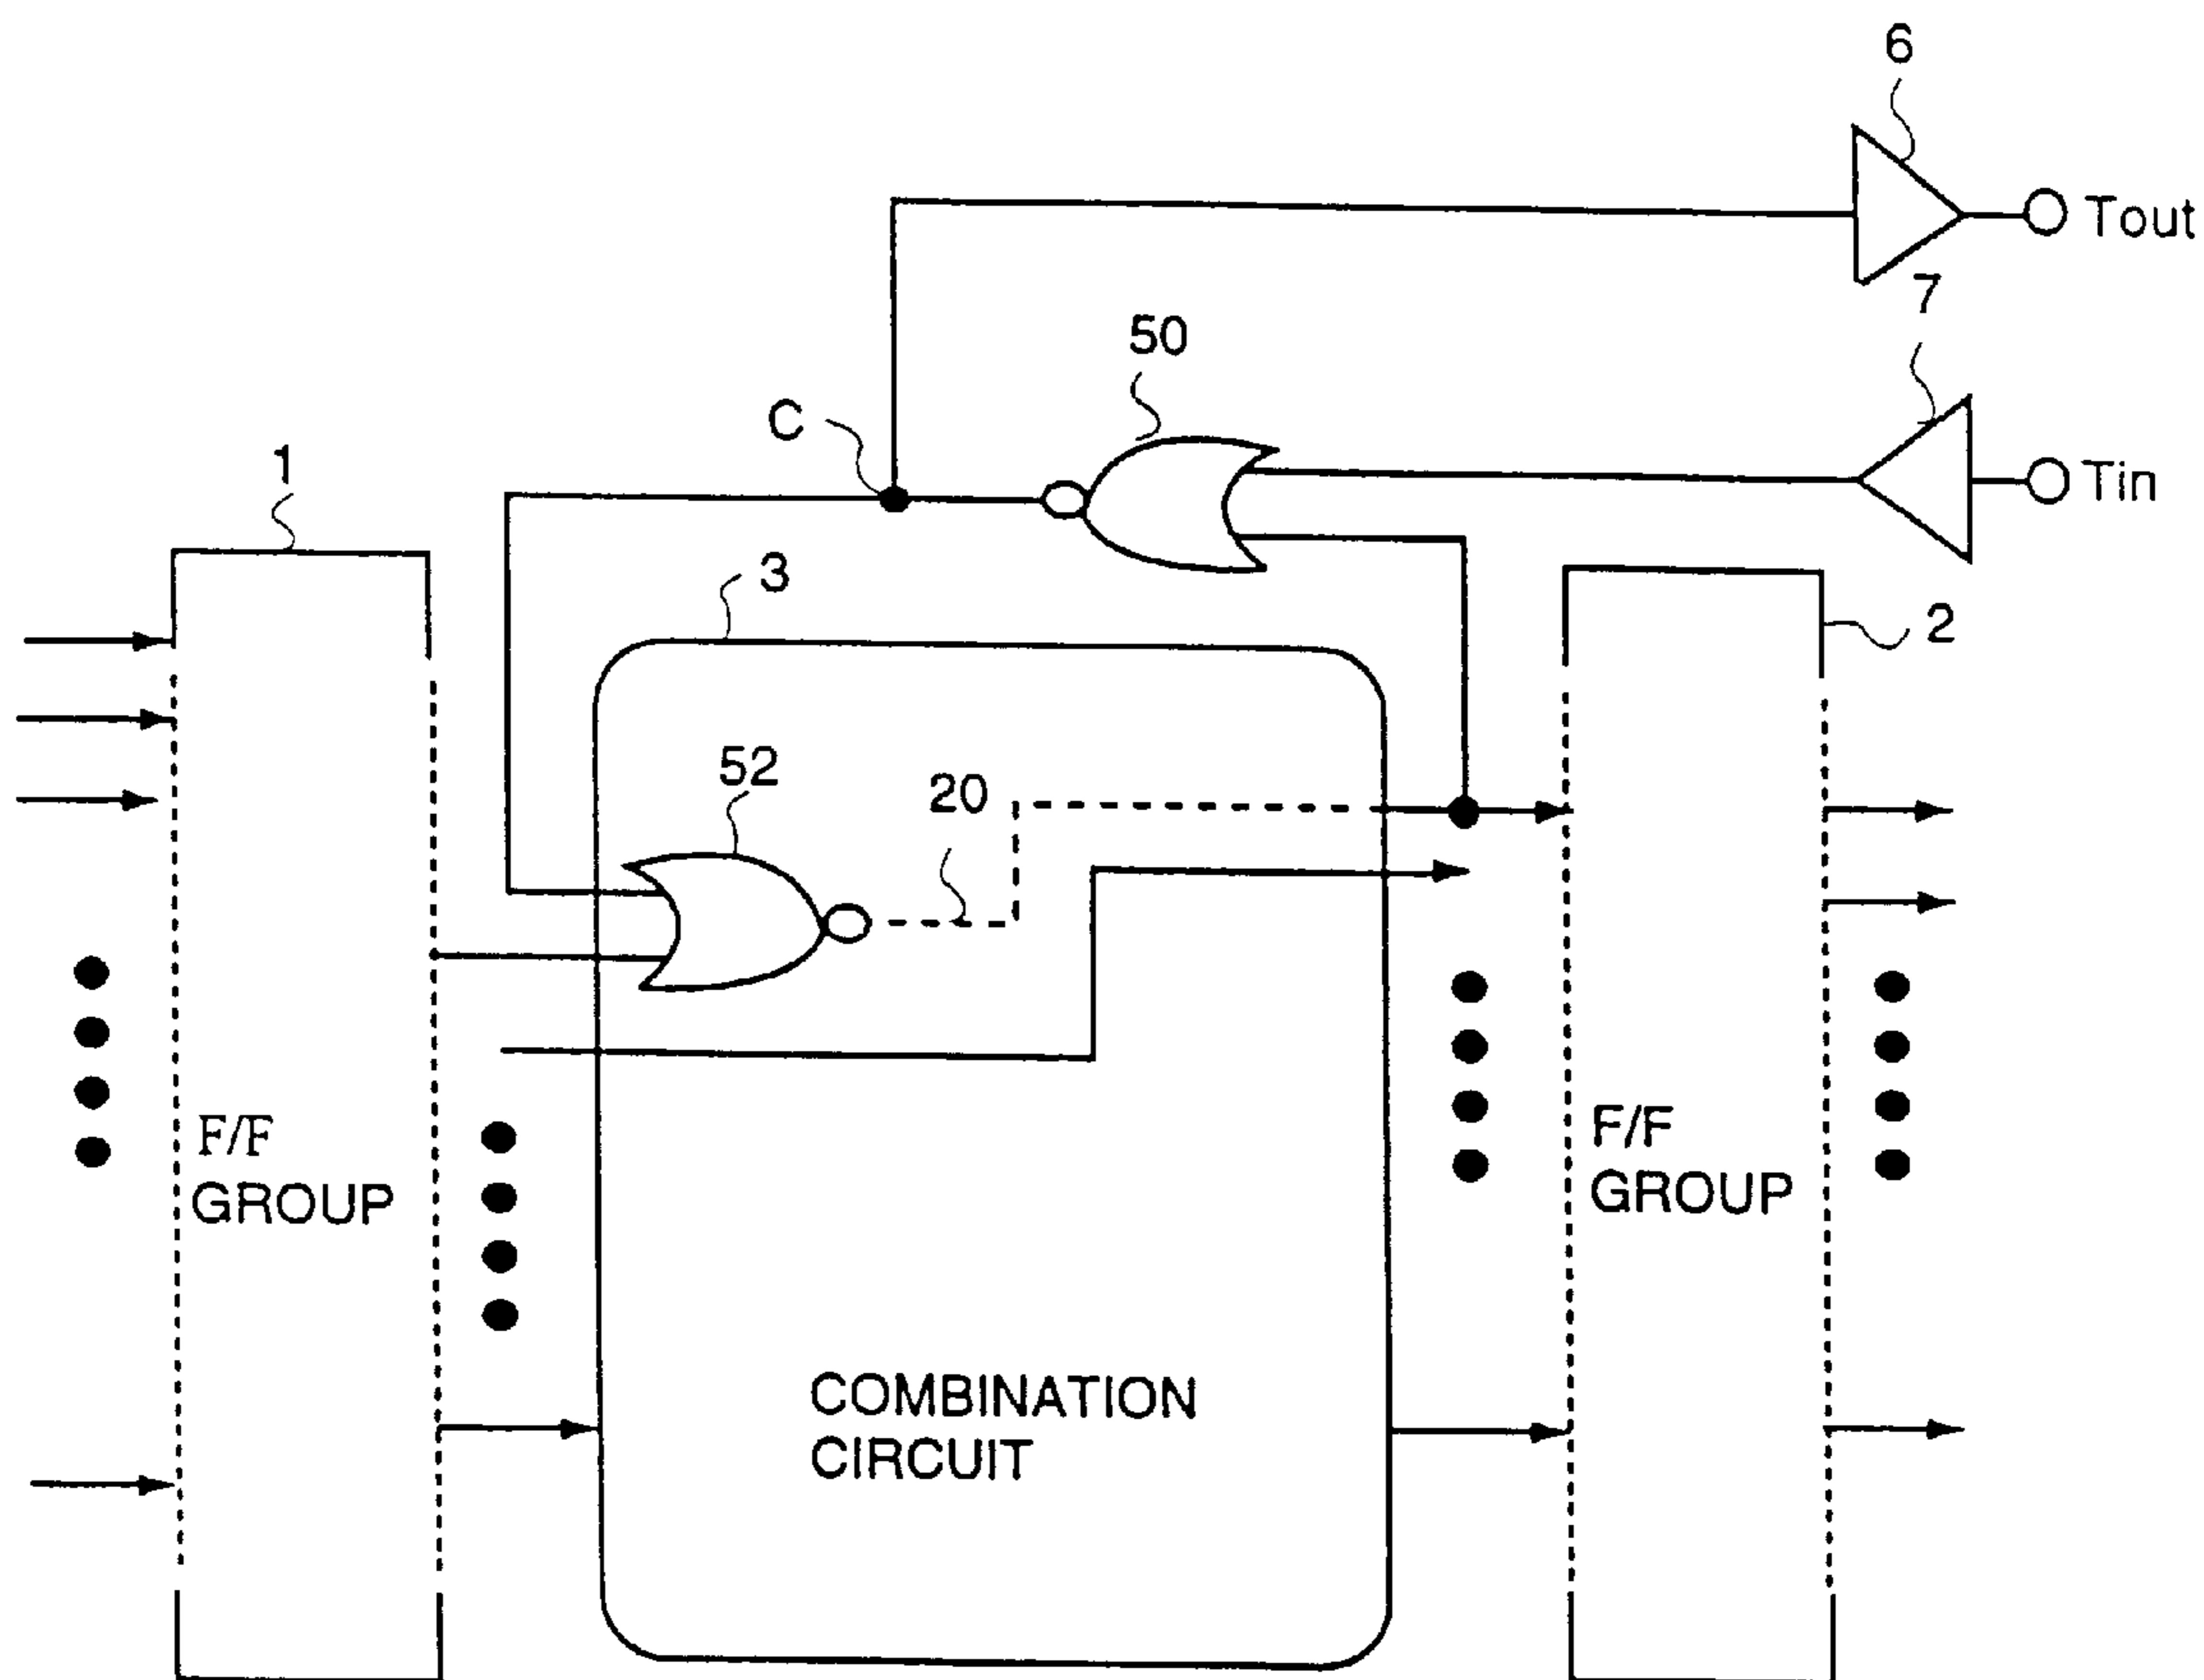 6
Tout
7
50
Tin
C
1
3
2
52
20
F/F
GROUP
F/F
GROUP
COMBINATION
CIRCUIT